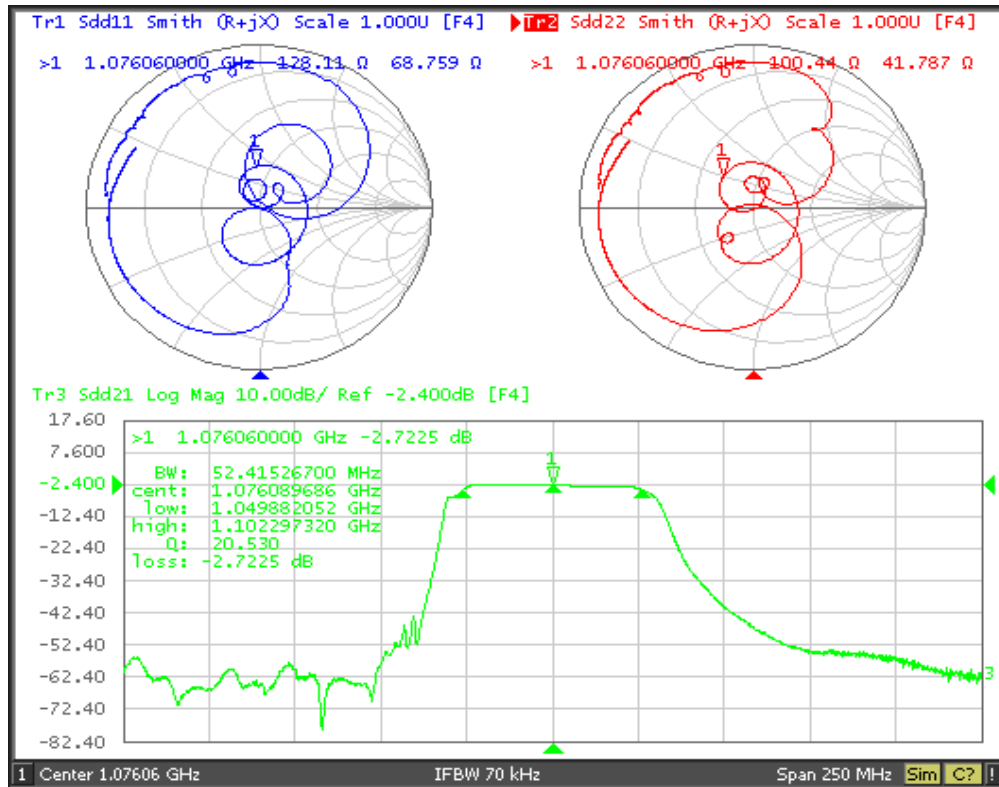 Tr1 Sdd11 Smith (R+jX) Scale 1.000U [F4]
Tr2 Sdd22 Smith (R+jX) Scale 1.000U [F4]
>1 1.076060000 GHz 128.11 Ω 68.759 Ω
>1 1.076060000 GHz 100.44 Ω 41.787 Ω
1
1
Tr3 Sdd21 Log Mag 10.00dB/ Ref -2.400dB [F4]
17.60
>1 1.076060000 GHz -2.7225 dB
7.600
1
BW: 52.41526700 MHz
-2.400
cent: 1.076089686 GHz
low: 1.049882052 GHz
-12.40
high: 1.102297320 GHz
Q: 20.530
-22.40
loss: -2.7225 dB
-32.40
-42.40
-52.40
-62.40
3
-72.40
-82.40
1 Center 1.07606 GHz IFBW 70 kHz Span 250 MHz Sim C? !